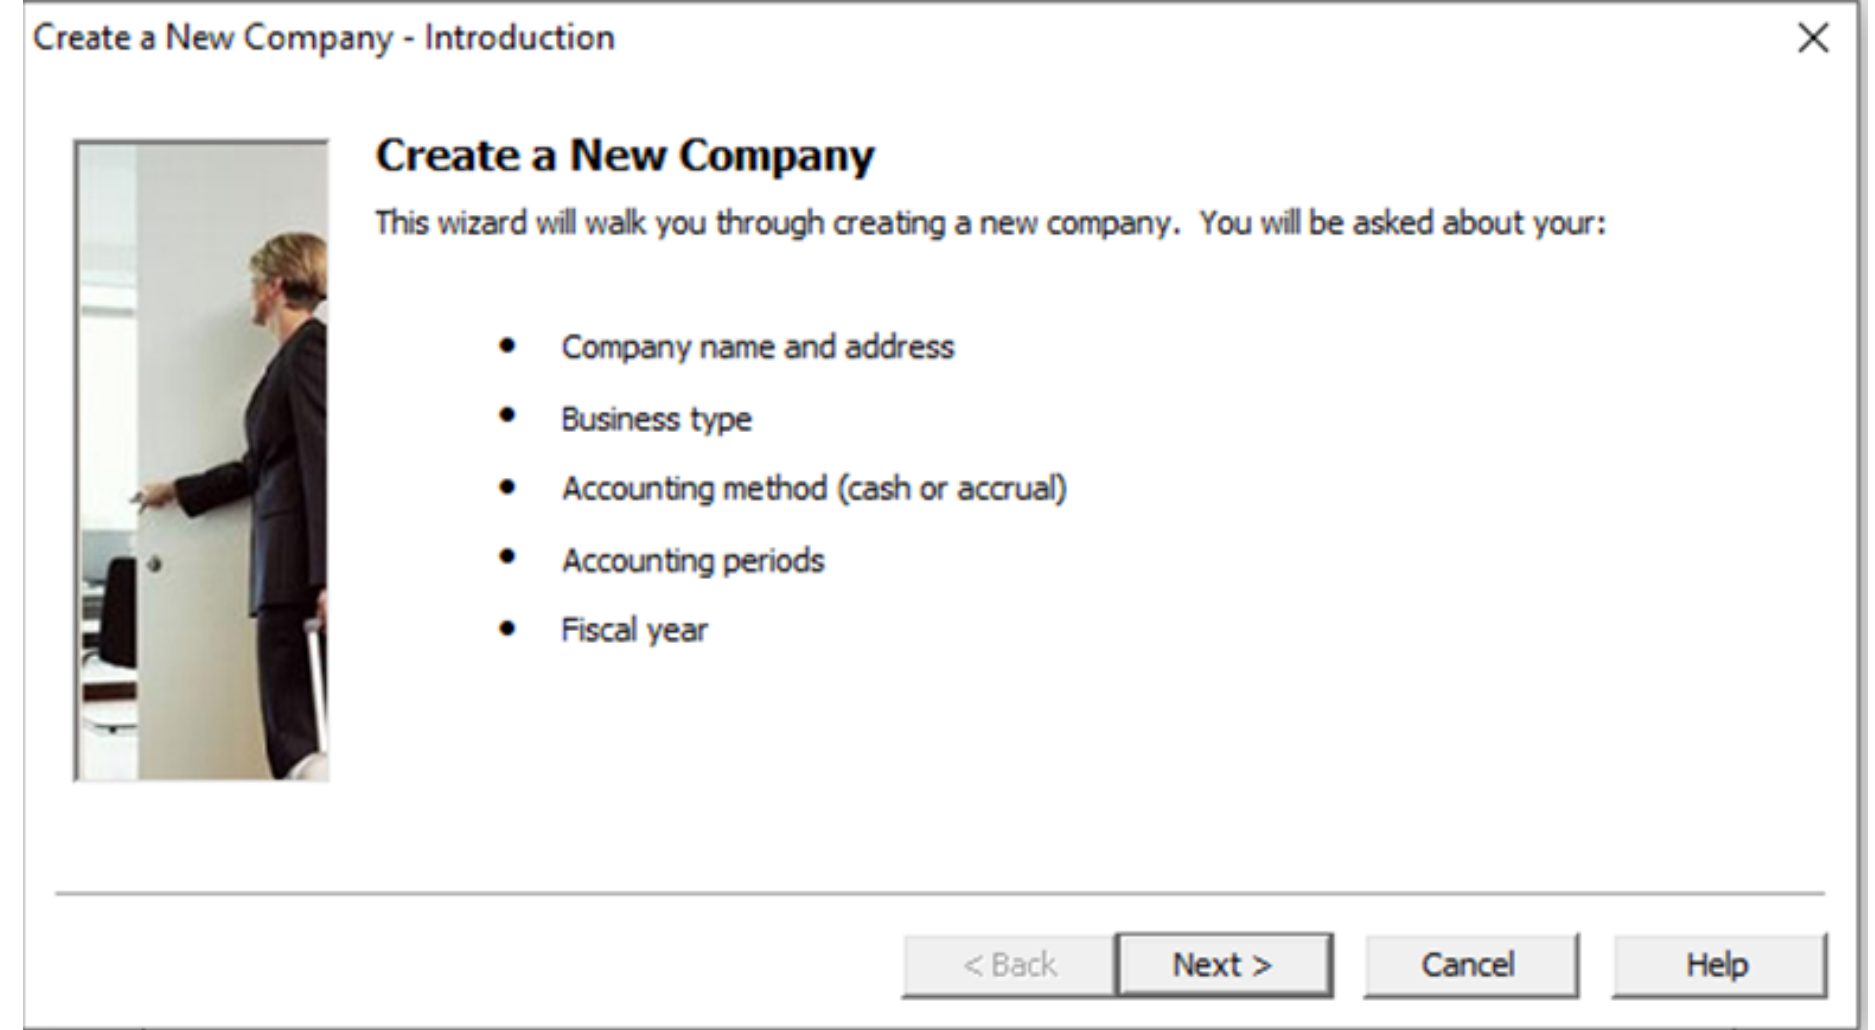 Create a New Company - Introduction
Create a New Company
This wizard will walk you through creating a new company. You will be asked about your:
• Company name and address
• Business type
• Accounting method (cash or accrual)
• Accounting periods
• Fiscal year
< Back Next > Cancel Help